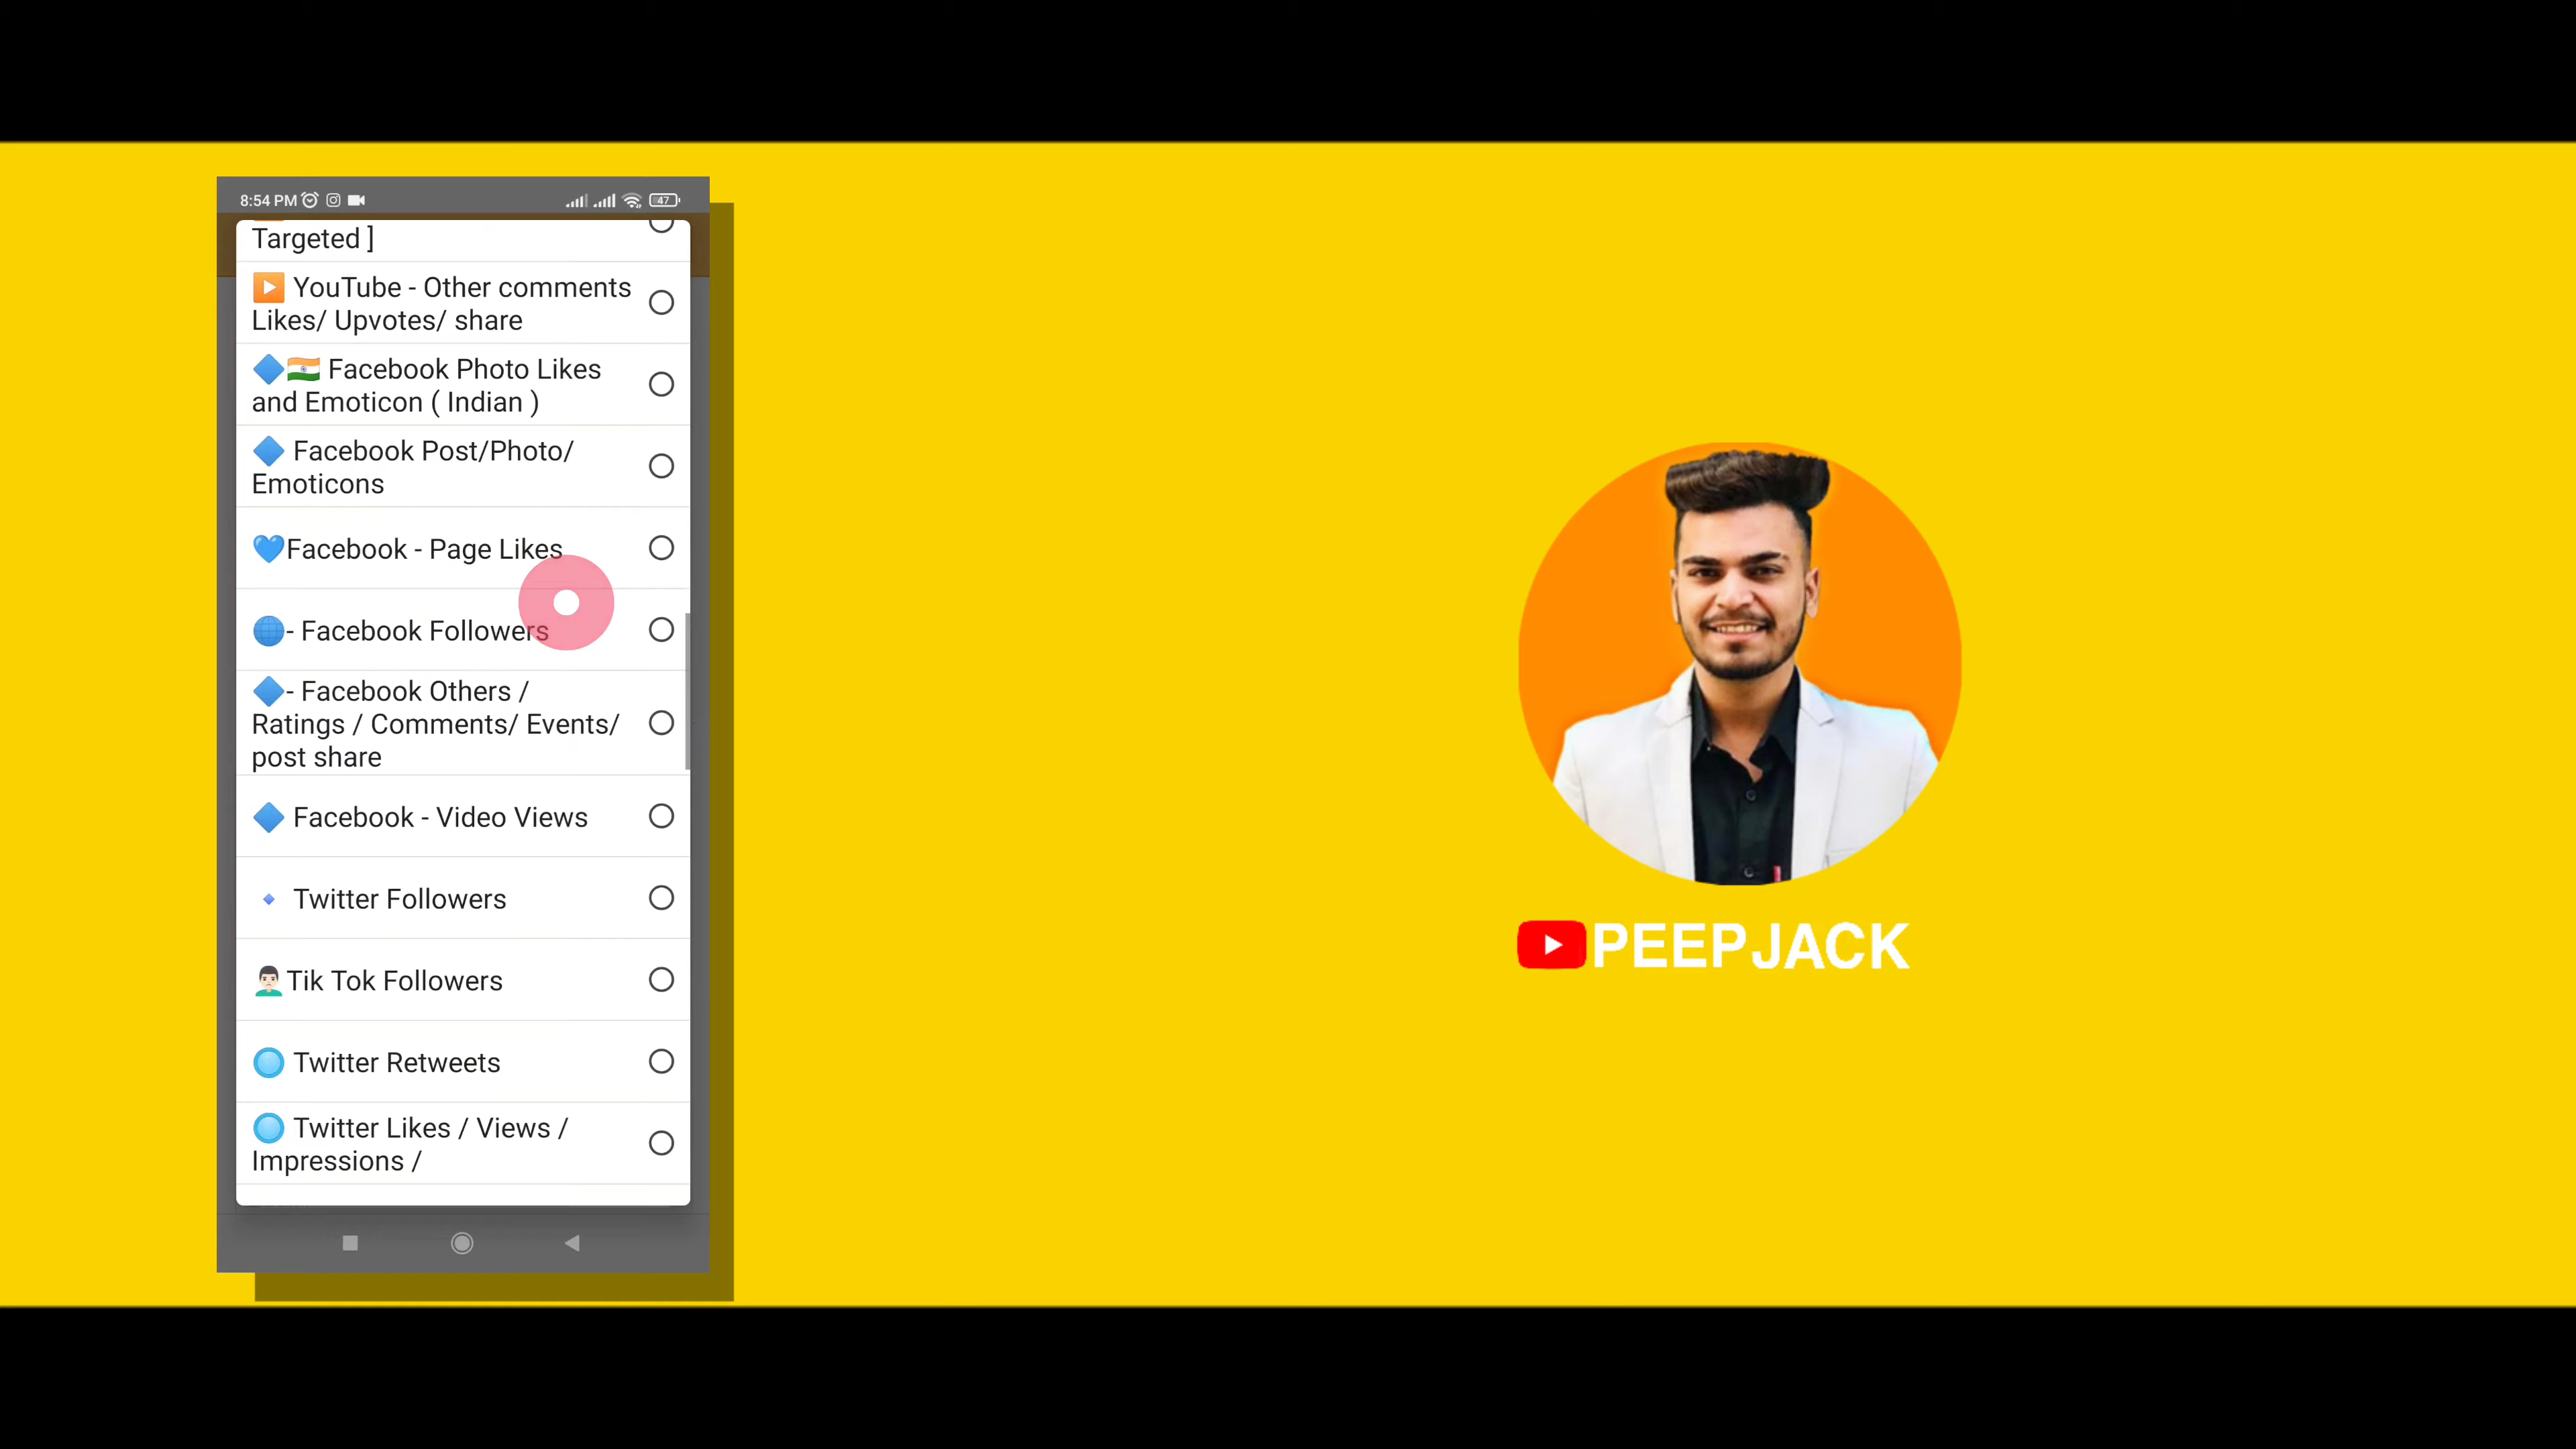 8:54 PM
47
Targeted ]
YouTube - Other comments
Likes/ Upvotes/ share
Facebook Photo Likes
and Emoticon ( Indian )
Facebook Post/Photo/
Emoticons
Facebook - Page Likes
- Facebook Followers
- Facebook Others /
Ratings / Comments/ Events/
post share
Facebook - Video Views
Twitter Followers
Tik Tok Followers
Twitter Retweets
Twitter Likes / Views /
Impressions /
PEEPJACK